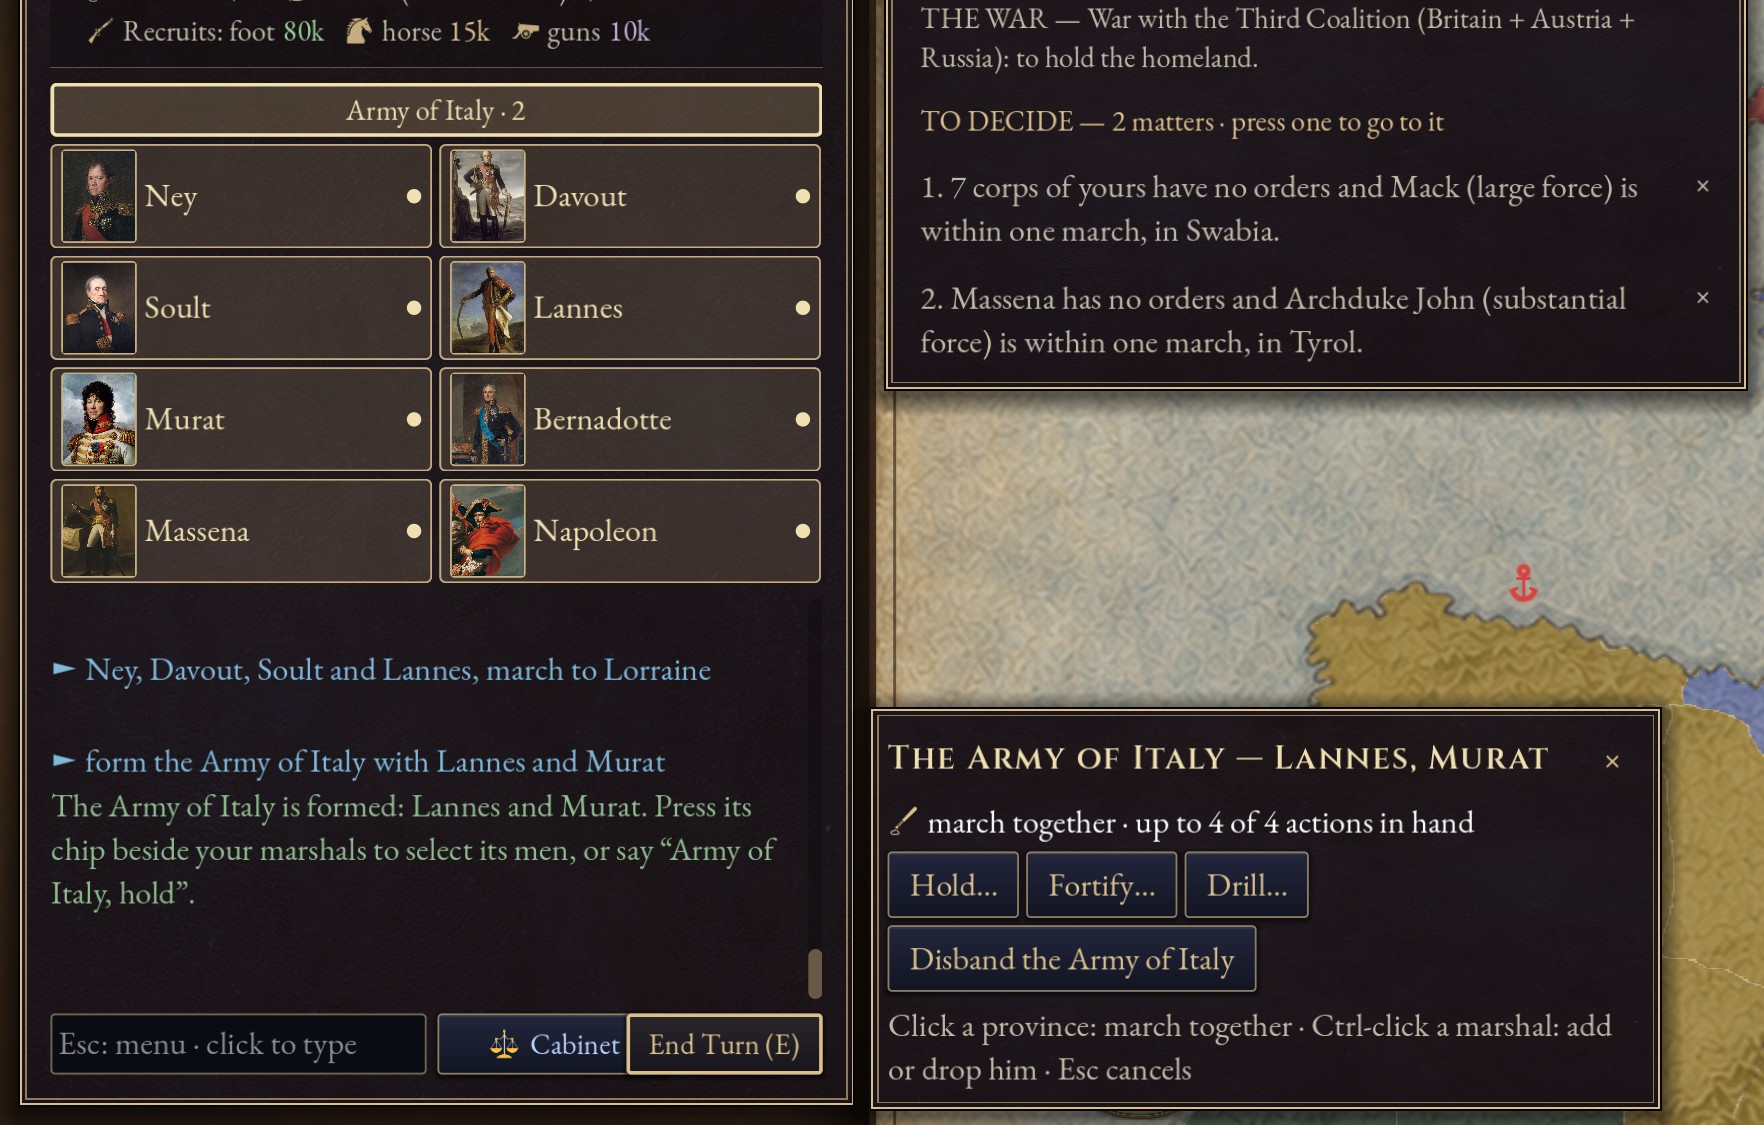 Recruits: foot 80k horse 15k guns 10k
Army of Italy · 2
Ney
Davout
Soult
Lannes
Murat
Bernadotte
Massena
Napoleon
► Ney, Davout, Soult and Lannes, march to Lorraine
► form the Army of Italy with Lannes and Murat
The Army of Italy is formed: Lannes and Murat. Press its
chip beside your marshals to select its men, or say “Army of
Italy, hold”.
Esc: menu · click to type
Cabinet
End Turn (E)
THE WAR — War with the Third Coalition (Britain + Austria +
Russia): to hold the homeland.
TO DECIDE — 2 matters · press one to go to it
1. 7 corps of yours have no orders and Mack (large force) is ×
within one march, in Swabia.
2. Massena has no orders and Archduke John (substantial ×
force) is within one march, in Tyrol.
THE ARMY OF ITALY — LANNES, MURAT ×
march together · up to 4 of 4 actions in hand
Hold... Fortify... Drill...
Disband the Army of Italy
Click a province: march together · Ctrl-click a marshal: add
or drop him · Esc cancels